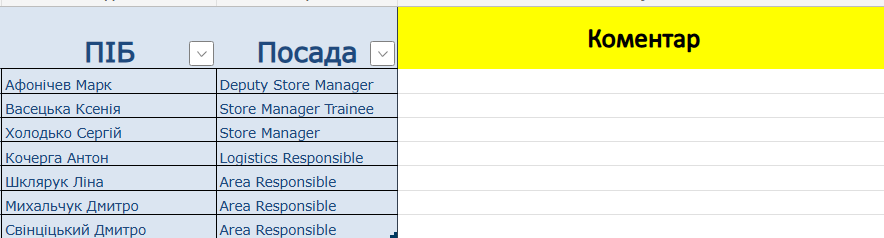 ПІБ Посада Коментар
Афонічев Марк Deputy Store Manager
Васецька Ксенія Store Manager Trainee
Холодько Сергій Store Manager
Кочерга Антон Logistics Responsible
Шклярук Ліна Area Responsible
Михальчук Дмитро Area Responsible
Свінціцький Дмитро Area Responsible